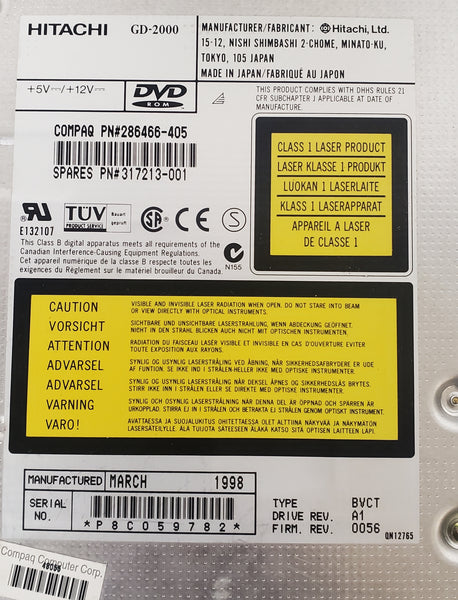 HITACHI GD-2000
MANUFACTURER/FABRICANT: Hitachi, Ltd.
15-12, NISHI SHIMBASHI 2-CHOME, MINATO-KU,
TOKYO, 105 JAPAN
MADE IN JAPAN/FABRIQUÉ AU JAPON
+5V /+12V
DVD
ROM
THIS PRODUCT COMPLIES WITH DHHS RULES 21
CFR SUBCHAPTER J APPLICABLE AT DATE OF
MANUFACTURE.
COMPAQ PN#286466-405
SPARES PN#317213-001
CLASS 1 LASER PRODUCT
LASER KLASSE 1 PRODUKT
LUOKAN 1 LASERLAITE
KLASS 1 LASERAPPARAT
APPAREIL A LASER
DE CLASSE 1
E132107
TÜV
PRODUCT SERVICE
Bauart
geprüft
SA
CE
S
N155
This Class B digital apparatus meets all requirements of the
Canadian Interference-Causing Equipment Regulations.
Cet appareil numérique de la classe B respecte toutes les
exigences du Règlement sur le matériel brouilleur du Canada.
CAUTION VISIBLE AND INVISIBLE LASER RADIATION WHEN OPEN. DO NOT STARE INTO BEAM
OR VIEW DIRECTLY WITH OPTICAL INSTRUMENTS.
VORSICHT SICHTBARE UND UNSICHTBARE LASERSTRAHLUNG, WENN ABDECKUNG GEÖFFNET.
NICHT IN DEN STRAHL BLICKEN AUCH NICHT MIT OPTISCHEN INSTRUMENTEN.
ATTENTION RADIATION DU FAISCEAU LASER VISIBLE ET INVISIBLE EN CAS D'OUVERTURE EVITER
TOUTE EXPOSITION AUX RAYONS.
ADVARSEL SYNLIG OG USYNLIG LASERSTRÅLING VED ÅBNING, NÅR SIKKERHEDSAFBRYDERE ER UDE
AF FUNTION. SE IKKE IND I STRÅLEN-HELLER IKKE MED OPTISKE INSTRUMENTER.
ADVARSEL SYNLIG OG USYNLIG LASERSTRÅLING NÅR DEKSEL ÅPNES OG SIKKERHEDSLÅS BRYTES.
STIRR IKKE INN I STRÅLEN ELLER SE DIREKTE MED OPTISKE INSTRUMENTER.
VARNING SYNLIG OCH OSYNLIG LASERSTRÅLNING NÄR DENNA DEL ÄR ÖPPNAD OCH SPÄRREN ÄR
URKOPPLAD. STIRRA EJ IN I STRÅLEN OCH BETRAKTA EJ STRÅLEN GENOM OPTISKT INSTRUMENT.
VARO! AVATTAESSA JA SUOJALUKITUS OHITETTAESSA OLET ALTTIINA NÄKYVÄÄ JA NÄKYMÄTÖN
LASERSÄTEILYLLE. ÄLÄ TUIJOTA SÄTEESEEN ÄLÄKÄ KATSO SITÄ OPTISEN LAITTEEN LÄPI.
MANUFACTURED MARCH 1998
SERIAL
NO.
*P8C059782*
TYPE BVCT
DRIVE REV. A1
FIRM. REV. 0056
QN12765
Compaq Computer Corp.